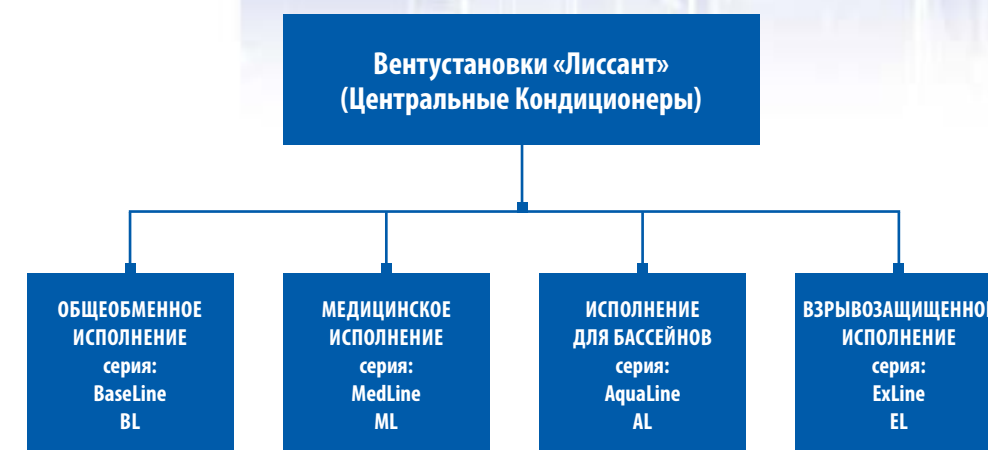 Вентустановки «Лиссант»
(Центральные Кондиционеры)
ОБЩЕОБМЕННОЕ
ИСПОЛНЕНИЕ
серия:
BaseLine
BL
МЕДИЦИНСКОЕ
ИСПОЛНЕНИЕ
серия:
MedLine
ML
ИСПОЛНЕНИЕ
ДЛЯ БАССЕЙНОВ
серия:
AquaLine
AL
ВЗРЫВОЗАЩИЩЕННОЕ
ИСПОЛНЕНИЕ
серия:
ExLine
EL